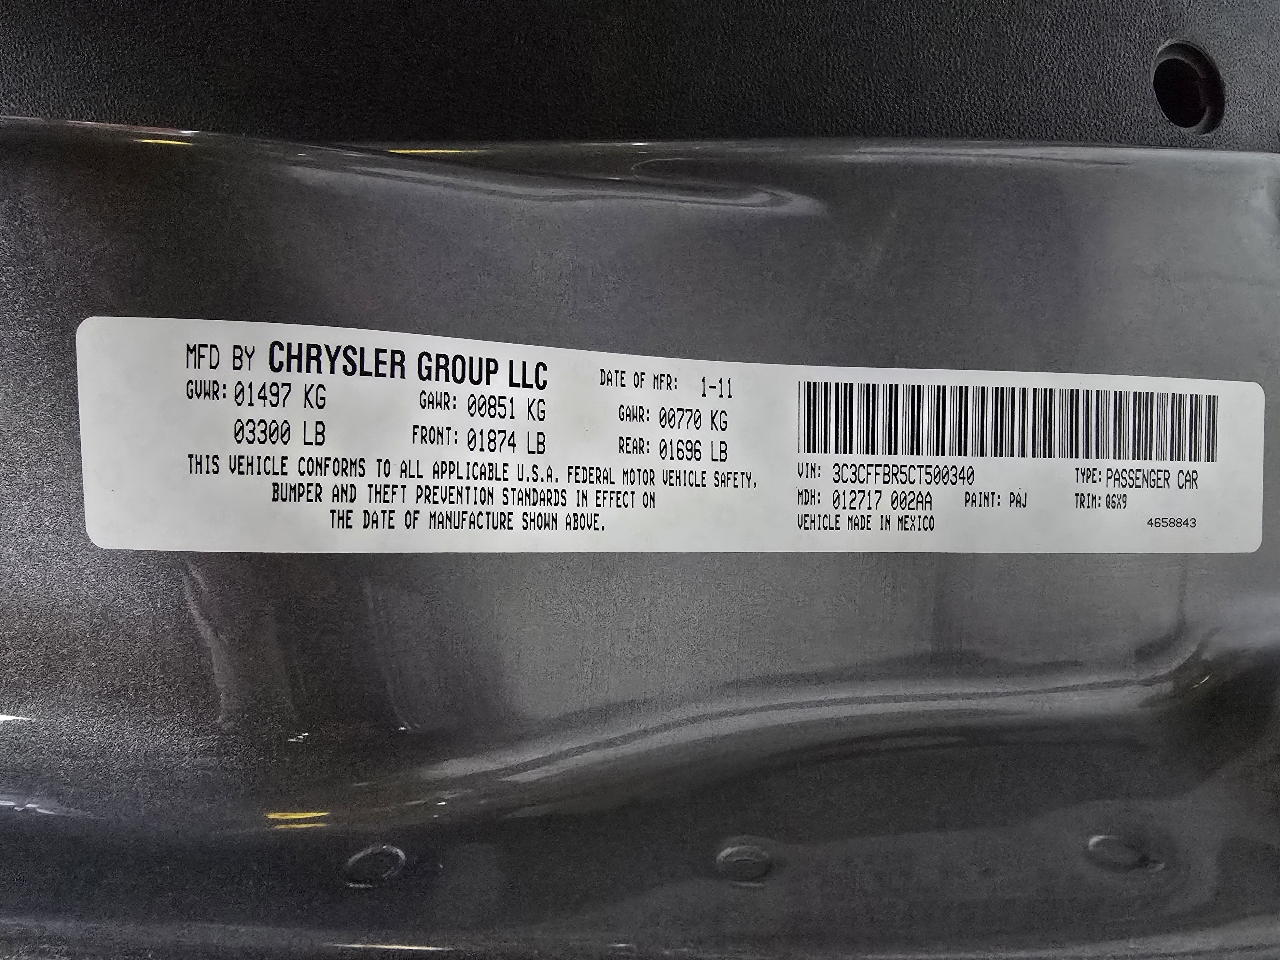 MFD BY CHRYSLER GROUP LLC DATE OF MFR: 1-11
GVWR: 01497 KG GAWR: 00851 KG GAWR: 00770 KG
03300 LB FRONT: 01874 LB REAR: 01696 LB
THIS VEHICLE CONFORMS TO ALL APPLICABLE U.S.A. FEDERAL MOTOR VEHICLE SAFETY,
BUMPER AND THEFT PREVENTION STANDARDS IN EFFECT ON
THE DATE OF MANUFACTURE SHOWN ABOVE.
VIN: 3C3CFFBR5CT500340 TYPE: PASSENGER CAR
MDH: 012717 002AA PAINT: PAJ TRIM: Q6X9
VEHICLE MADE IN MEXICO 4658843